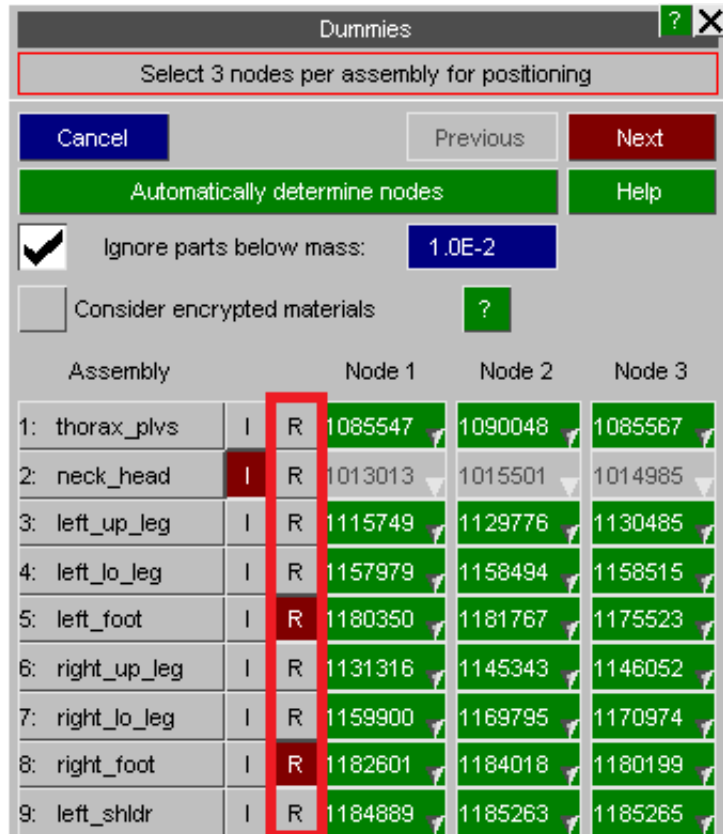 Dummies ? X
Select 3 nodes per assembly for positioning
Cancel Previous Next
Automatically determine nodes Help
Ignore parts below mass: 1.0E-2
Consider encrypted materials ?
Assembly Node 1 Node 2 Node 3
1: thorax_plvs I R 1085547 1090048 1085567
2: neck_head I R 1013013 1015501 1014985
3: left_up_leg I R 1115749 1129776 1130485
4: left_lo_leg I R 1157979 1158494 1158515
5: left_foot I R 1180350 1181767 1175523
6: right_up_leg I R 1131316 1145343 1146052
7: right_lo_leg I R 1159900 1169795 1170974
8: right_foot I R 1182601 1184018 1180199
9: left_shldr I R 1184889 1185263 1185265